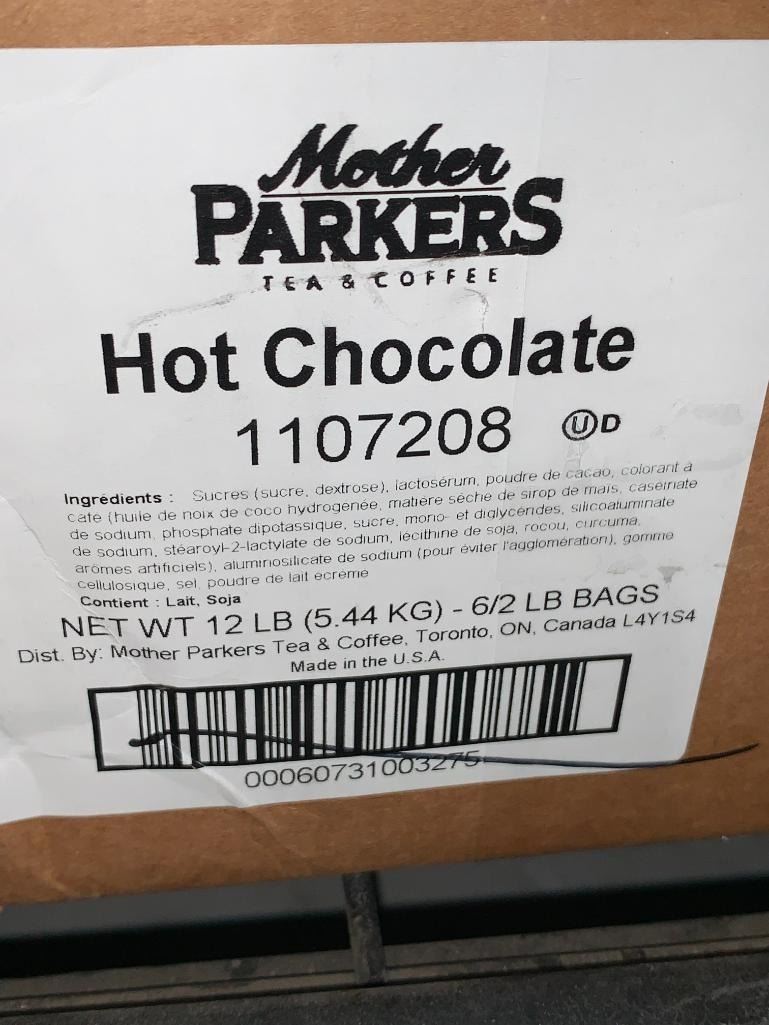 Mother
PARKERS
TEA & COFFEE
Hot Chocolate
1107208 ⓊD
Ingrédients : Sucres (sucre, dextrose), lactosérum, poudre de cacao, colorant à
café (huile de noix de coco hydrogenée, matière séche de sirop de maïs, caséinate
de sodium, phosphate dipotassique, sucre, mono- et diglycérides, silicoaluminate
de sodium, stéaroyl-2-lactylate de sodium, lécithine de soja, rocou, curcuma,
arômes artificiels), aluminosilicate de sodium (pour éviter l'agglomération), gomme
cellulosique, sel, poudre de lait ecrémé
Contient : Lait, Soja
NET WT 12 LB (5.44 KG) - 6/2 LB BAGS
Dist. By: Mother Parkers Tea & Coffee, Toronto, ON, Canada L4Y1S4
Made in the U.S.A.
00060731003275